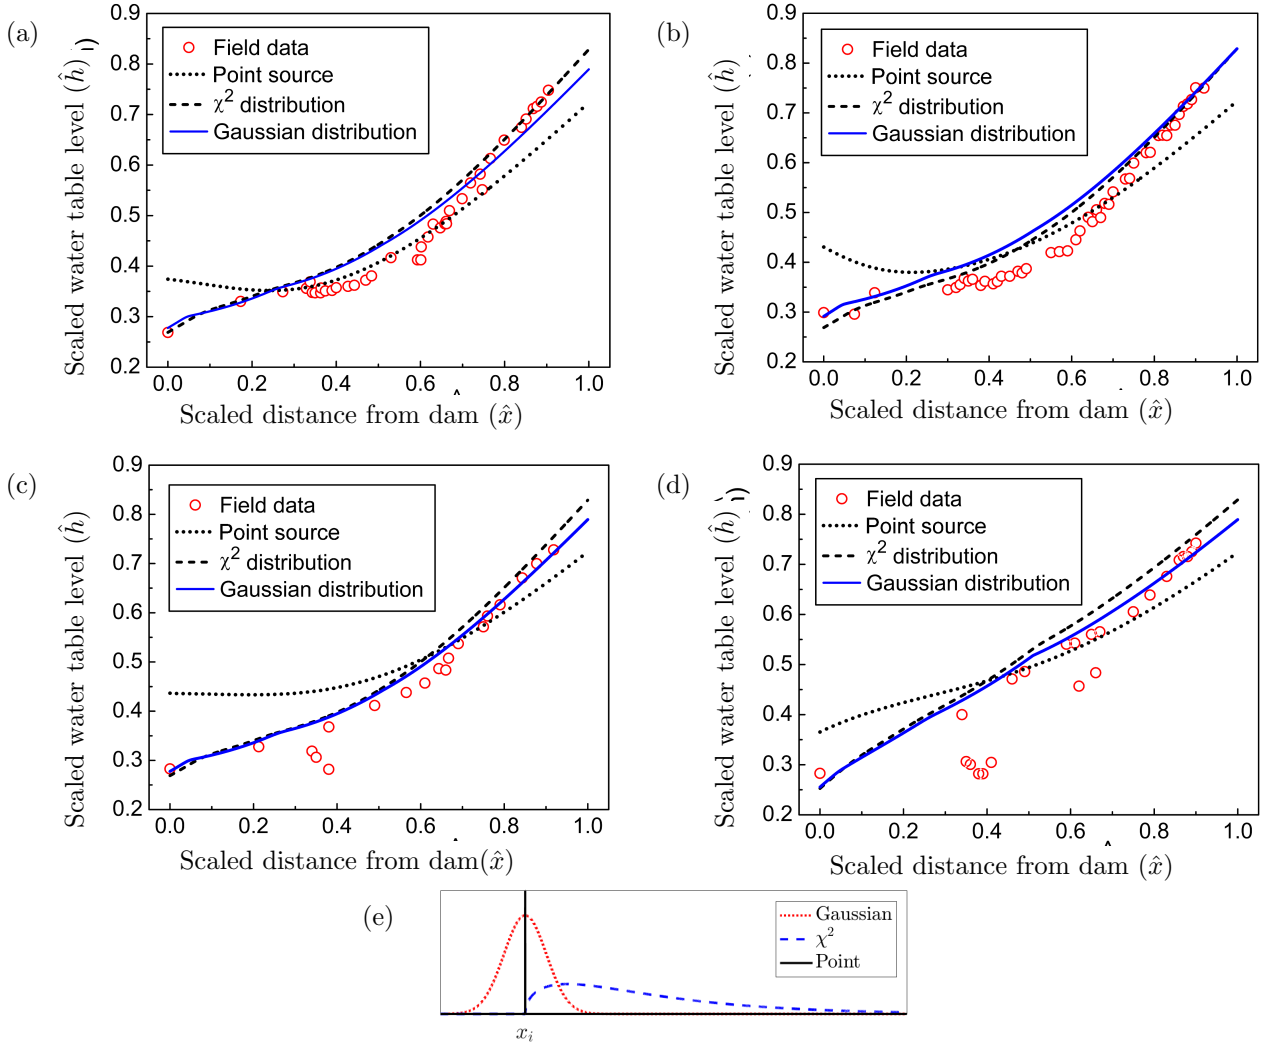 (a)
Scaled water table level (ĥ)
0.9
0.8
0.7
0.6
0.5
0.4
0.3
0.2
Field data
Point source
χ² distribution
Gaussian distribution
0.0 0.2 0.4 0.6 0.8 1.0
Scaled distance from dam (x̂)
(b)
Scaled water table level (ĥ)
0.9
0.8
0.7
0.6
0.5
0.4
0.3
0.2
Field data
Point source
χ² distribution
Gaussian distribution
0.0 0.2 0.4 0.6 0.8 1.0
Scaled distance from dam (x̂)
(c)
Scaled water table level (ĥ)
0.9
0.8
0.7
0.6
0.5
0.4
0.3
0.2
Field data
Point source
χ² distribution
Gaussian distribution
0.0 0.2 0.4 0.6 0.8 1.0
Scaled distance from dam(x̂)
(d)
Scaled water table level (ĥ)
0.9
0.8
0.7
0.6
0.5
0.4
0.3
0.2
Field data
Point source
χ² distribution
Gaussian distribution
0.0 0.2 0.4 0.6 0.8 1.0
Scaled distance from dam (x̂)
(e)
Gaussian
χ²
Point
xᵢ